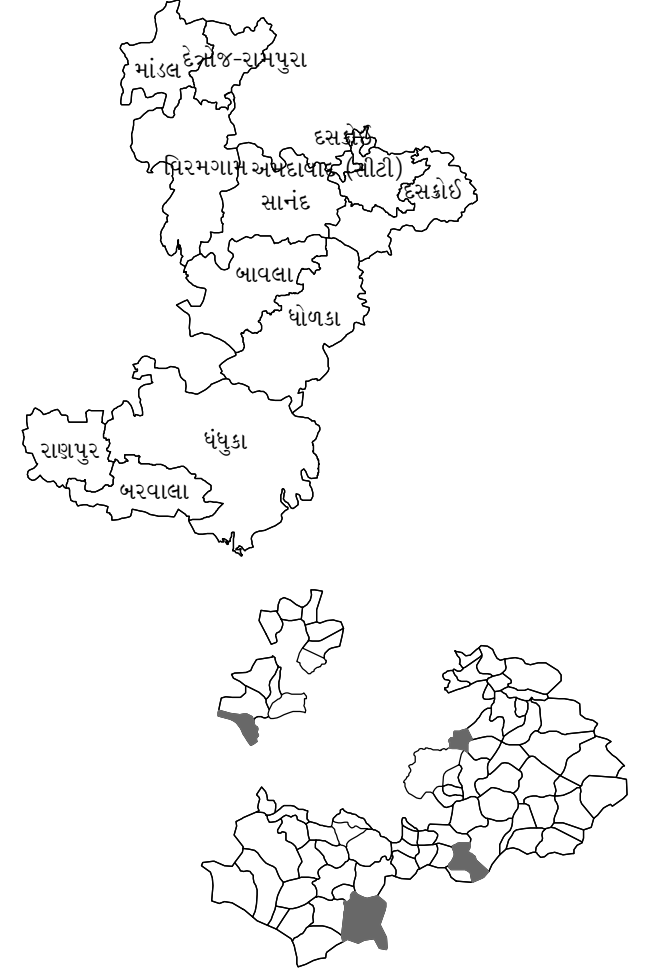 માંડલ
દેત્રોજ-રામપુરા
દસક્રોઈ
વિરમગામ
અમદાવાદ (સીટી)
દસક્રોઈ
સાનંદ
બાવલા
ધોળકા
ધંધુકા
રાણપુર
બરવાલા